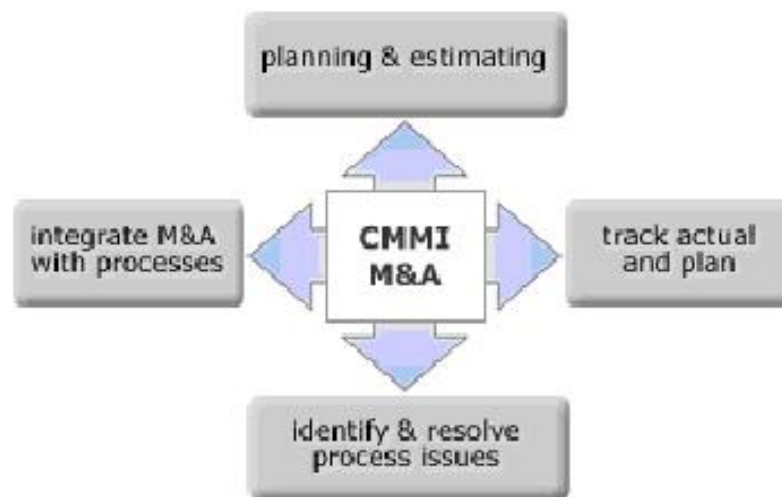 planning & estimating
integrate M&A
with processes
CMMI
M&A
track actual
and plan
identify & resolve
process issues